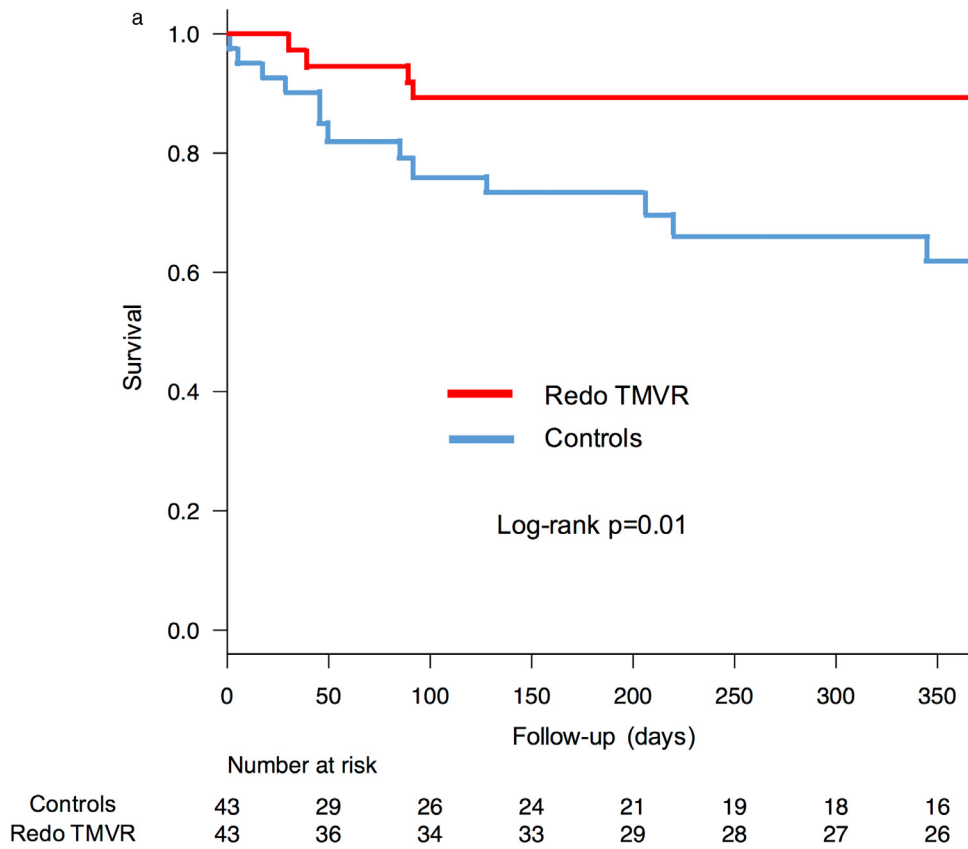 a
1.0
0.8
0.6
0.4
0.2
0.0
Survival
Redo TMVR
Controls
Log-rank p=0.01
0 50 100 150 200 250 300 350
Follow-up (days)
Number at risk
Controls 43 29 26 24 21 19 18 16
Redo TMVR 43 36 34 33 29 28 27 26